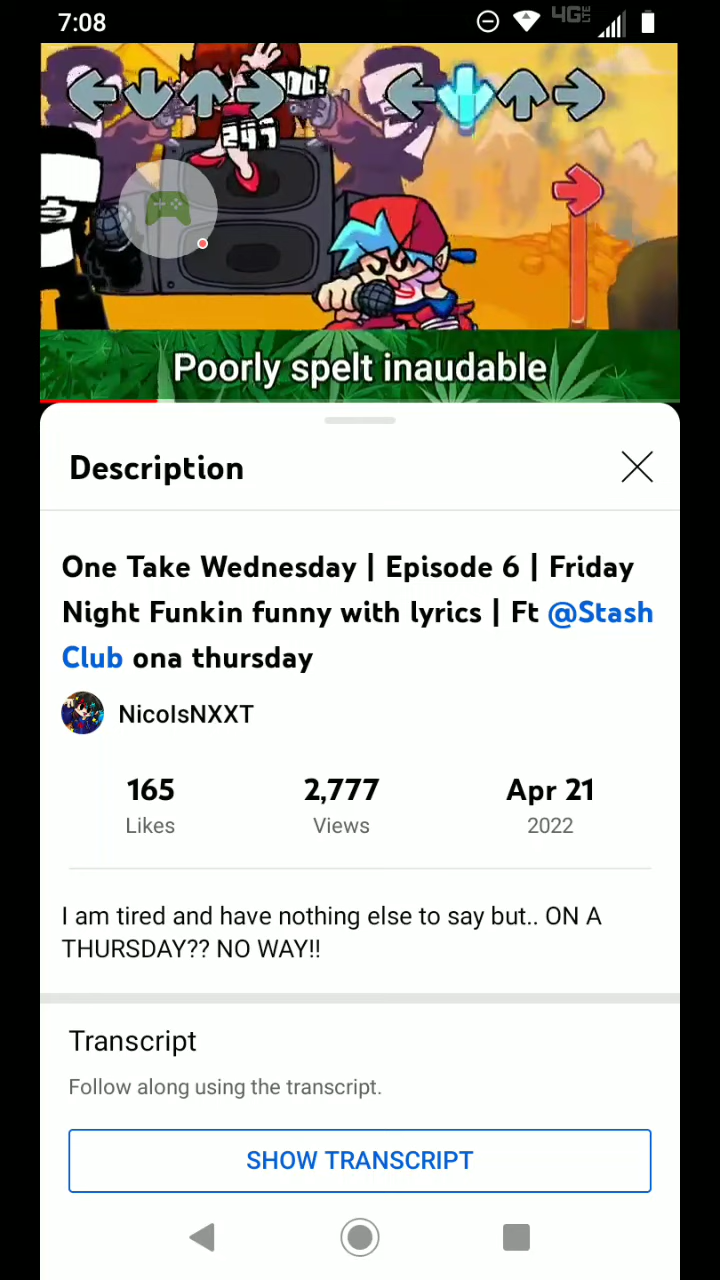 7:08
4G LTE
Poorly spelt inaudable
Description
One Take Wednesday | Episode 6 | Friday
Night Funkin funny with lyrics | Ft @Stash
Club ona thursday
NicolsNXXT
165
2,777
Apr 21
Likes
Views
2022
I am tired and have nothing else to say but.. ON A
THURSDAY?? NO WAY!!
Transcript
Follow along using the transcript.
SHOW TRANSCRIPT